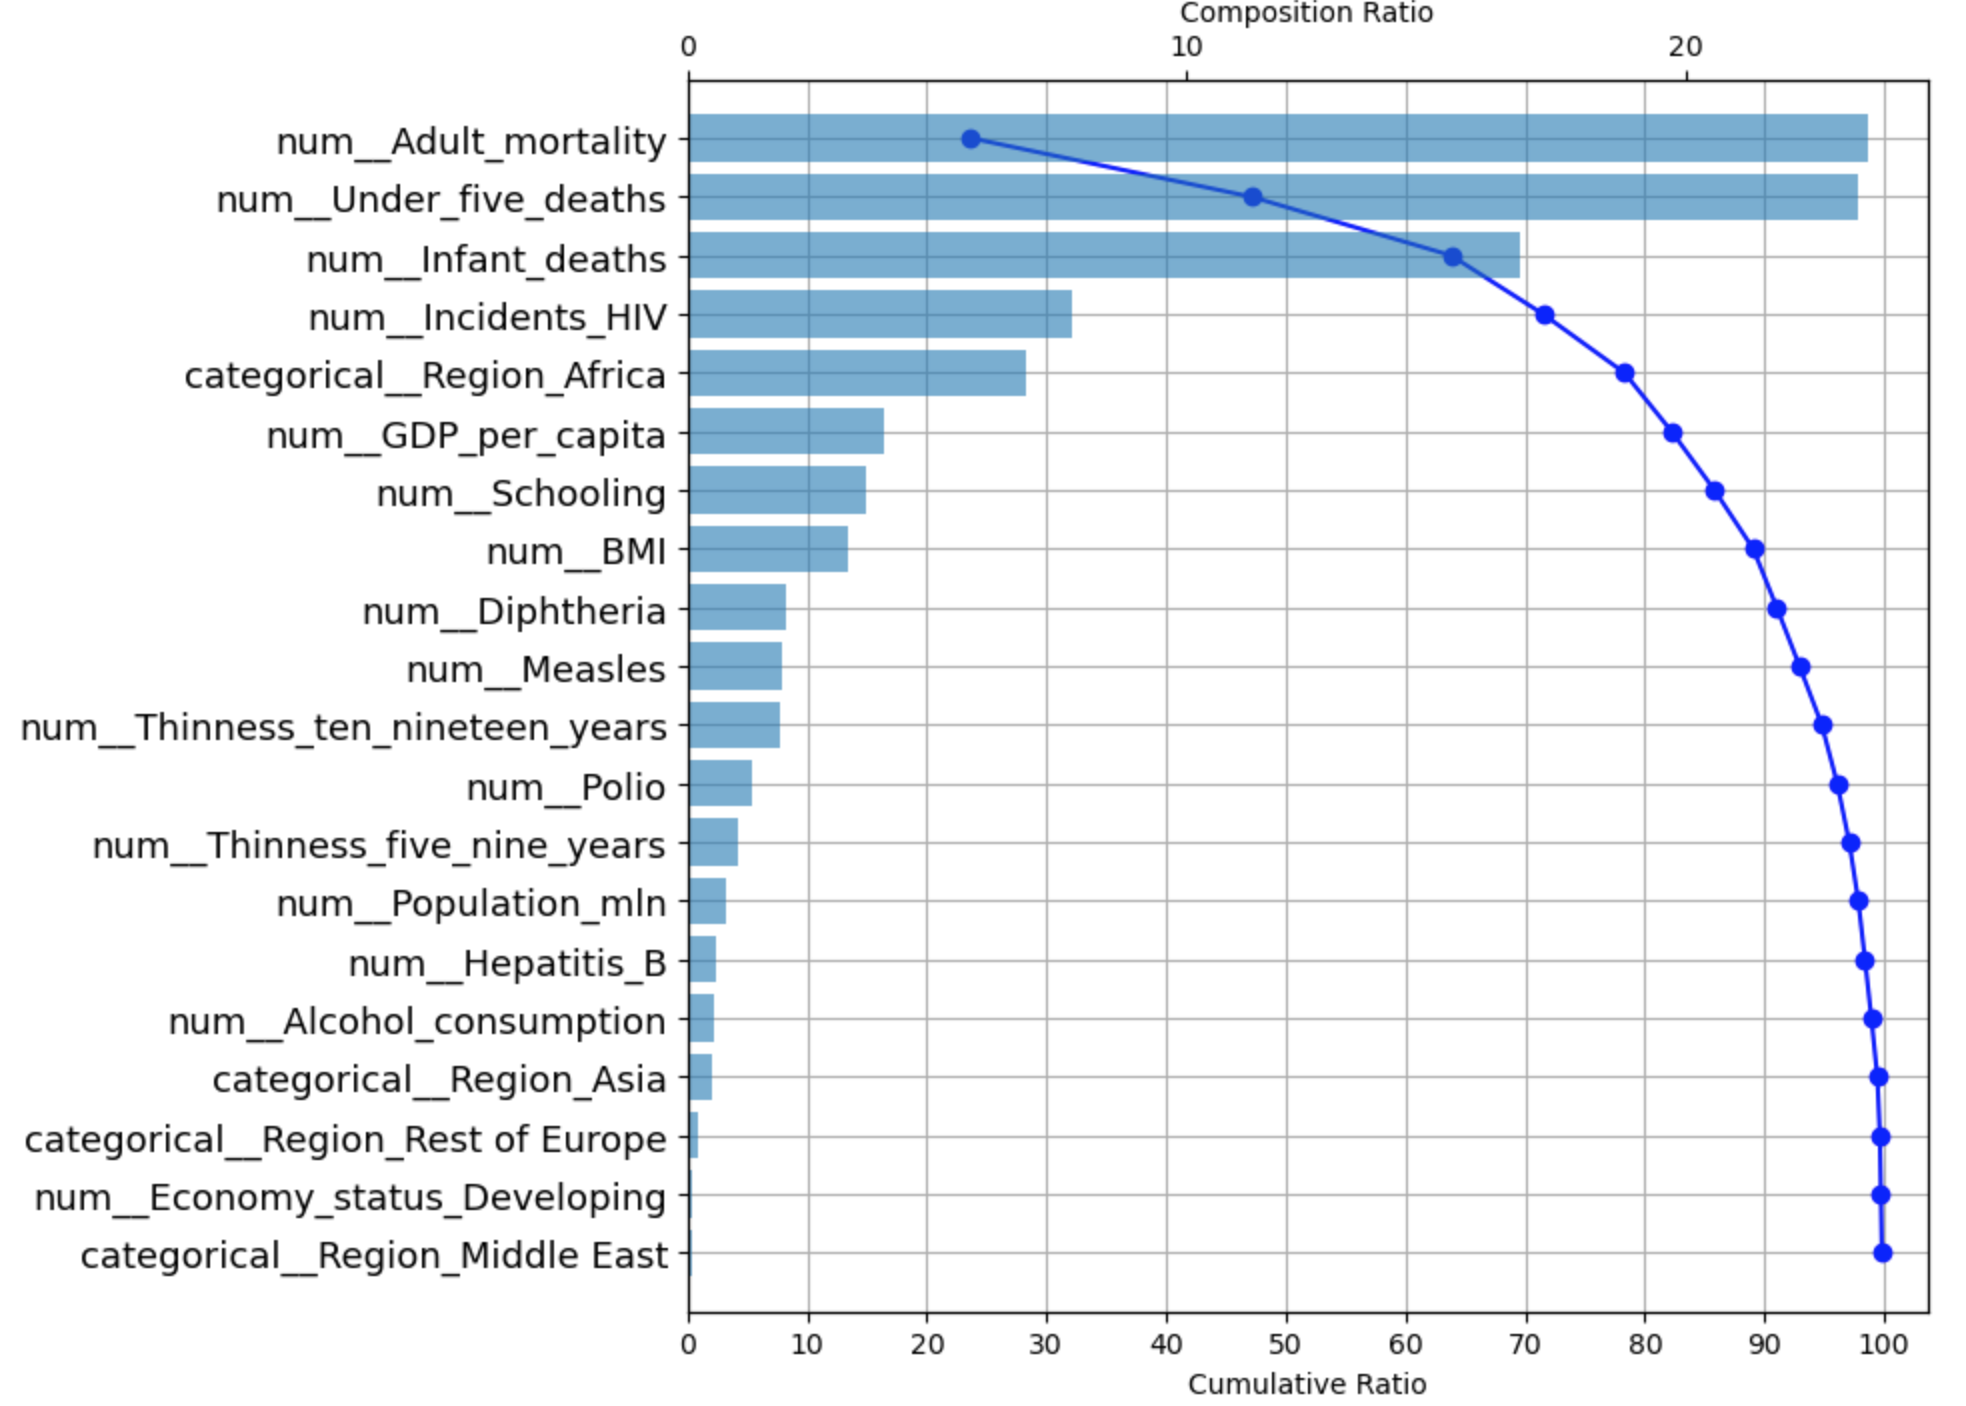 Composition Ratio
0 10 20
num__Adult_mortality
num__Under_five_deaths
num__Infant_deaths
num__Incidents_HIV
categorical__Region_Africa
num__GDP_per_capita
num__Schooling
num__BMI
num__Diphtheria
num__Measles
num__Thinness_ten_nineteen_years
num__Polio
num__Thinness_five_nine_years
num__Population_mln
num__Hepatitis_B
num__Alcohol_consumption
categorical__Region_Asia
categorical__Region_Rest of Europe
num__Economy_status_Developing
categorical__Region_Middle East
0 10 20 30 40 50 60 70 80 90 100
Cumulative Ratio